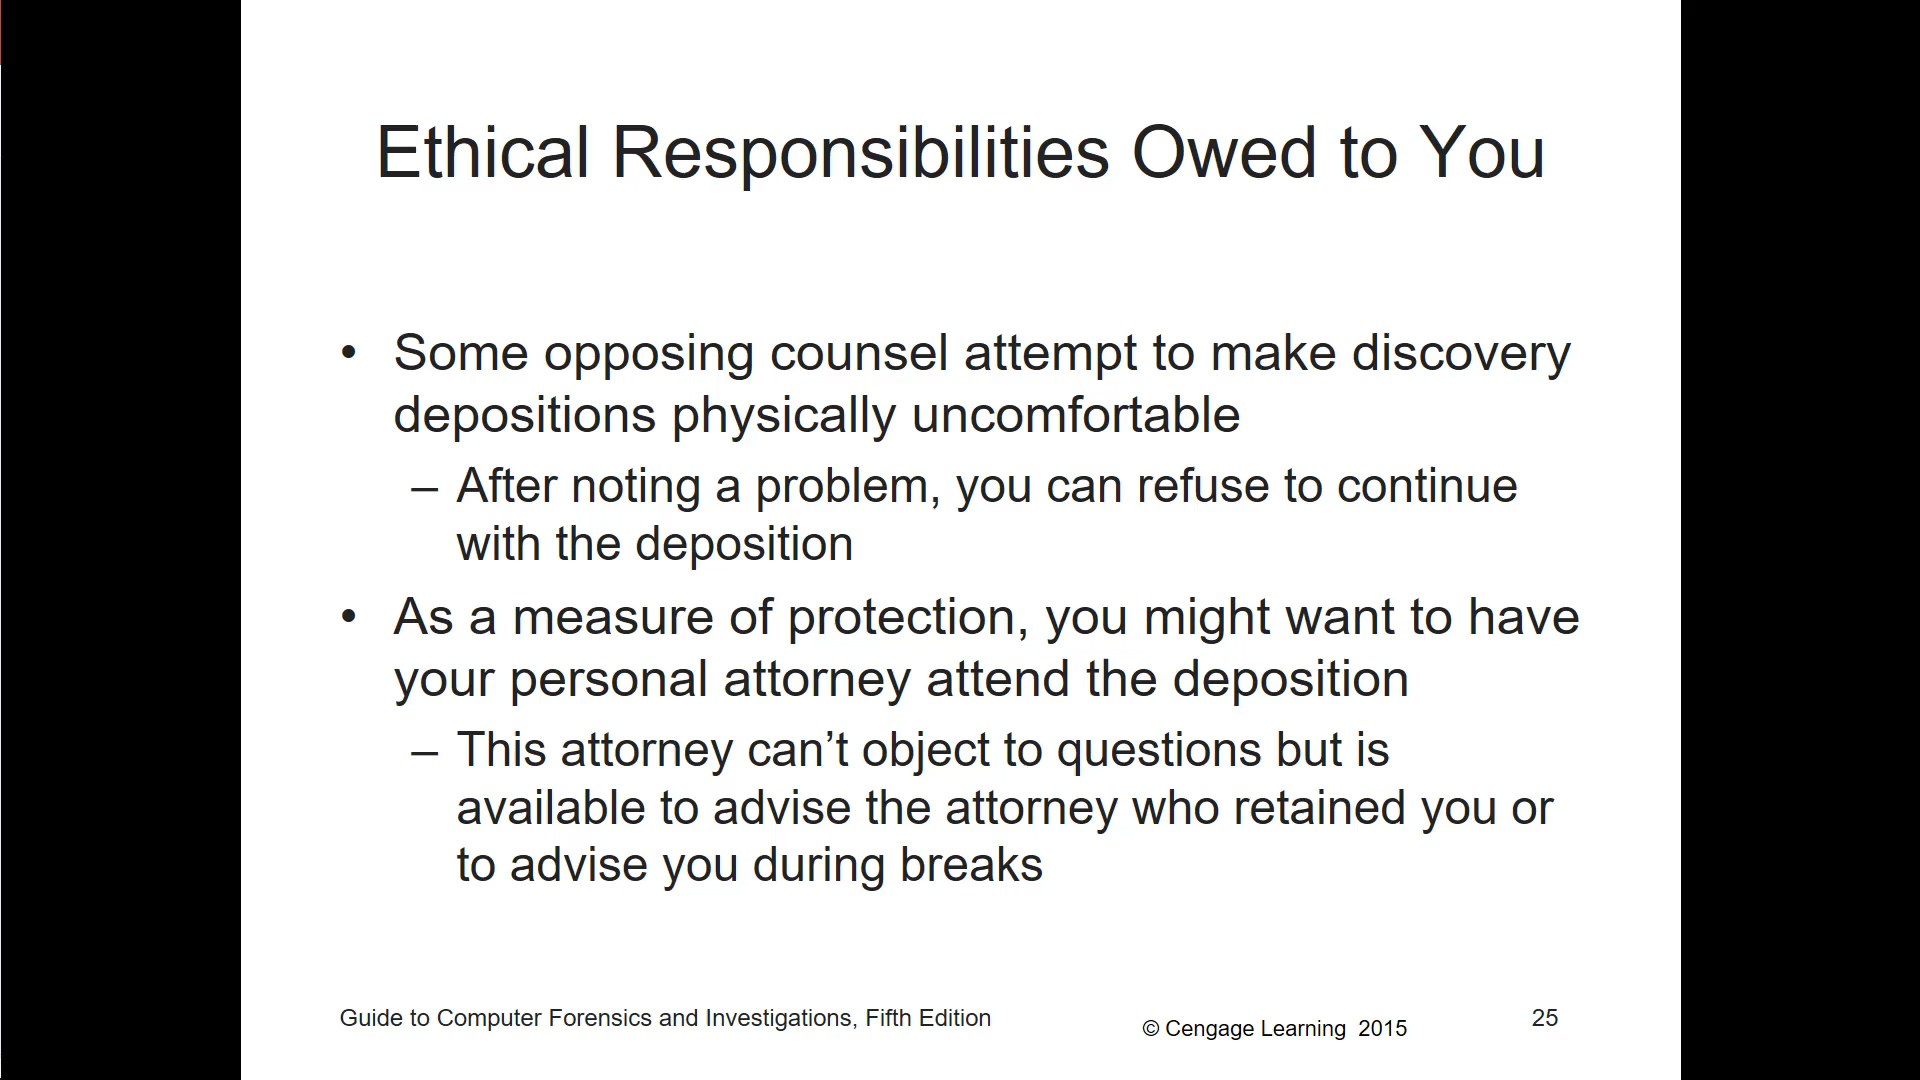 Ethical Responsibilities Owed to You
• Some opposing counsel attempt to make discovery
depositions physically uncomfortable
– After noting a problem, you can refuse to continue
with the deposition
• As a measure of protection, you might want to have
your personal attorney attend the deposition
– This attorney can’t object to questions but is
available to advise the attorney who retained you or
to advise you during breaks
Guide to Computer Forensics and Investigations, Fifth Edition
© Cengage Learning 2015
25